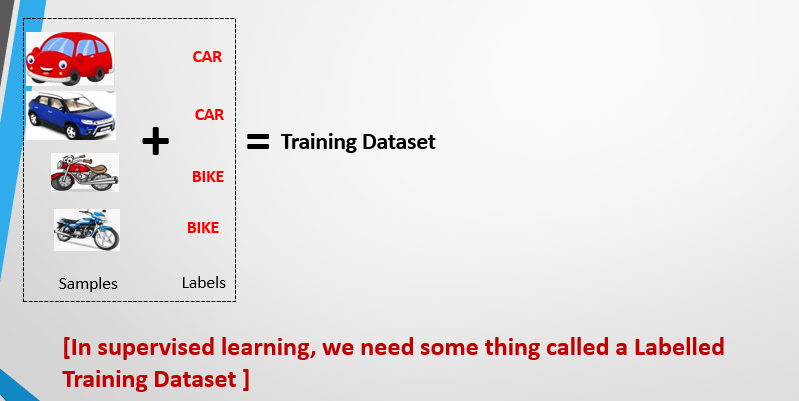 CAR
CAR
+ = Training Dataset
BIKE
BIKE
Samples Labels
[In supervised learning, we need some thing called a Labelled
Training Dataset ]